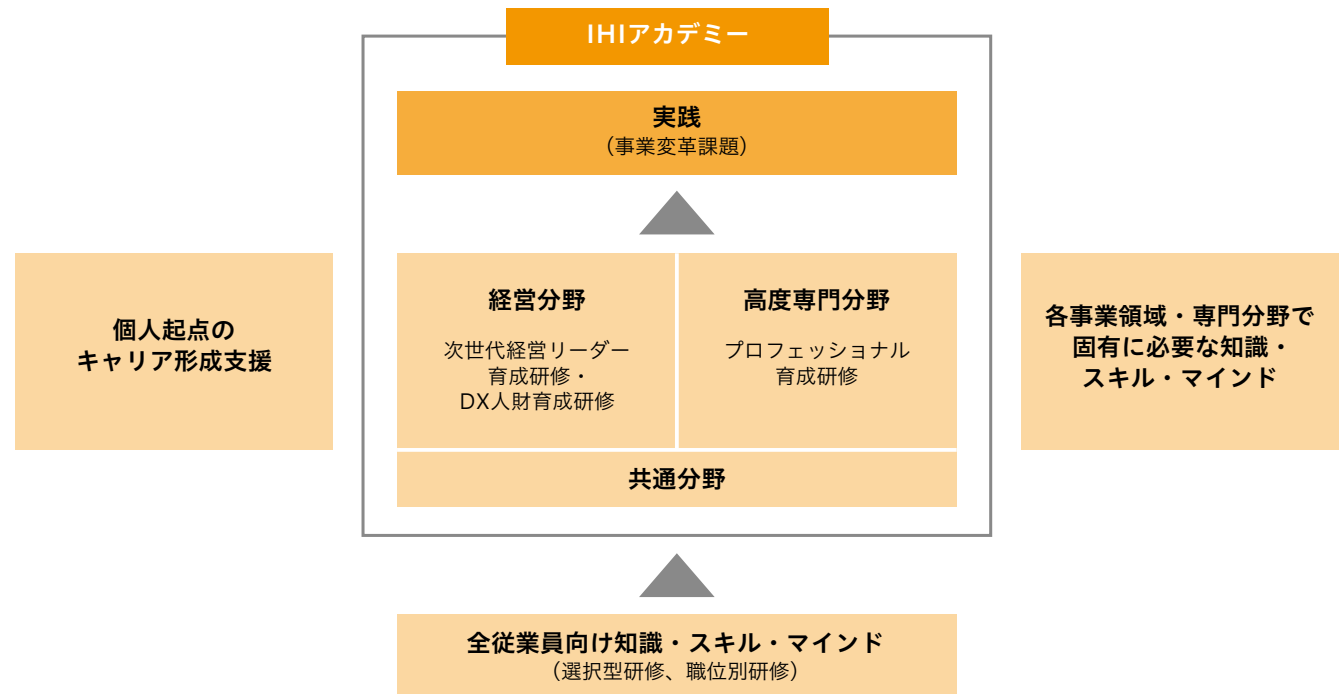 IHIアカデミー
実践
（事業変革課題）
個人起点の
キャリア形成支援
経営分野
次世代経営リーダー
育成研修・
DX人財育成研修
高度専門分野
プロフェッショナル
育成研修
共通分野
各事業領域・専門分野で
固有に必要な知識・
スキル・マインド
全従業員向け知識・スキル・マインド
（選択型研修、職位別研修）